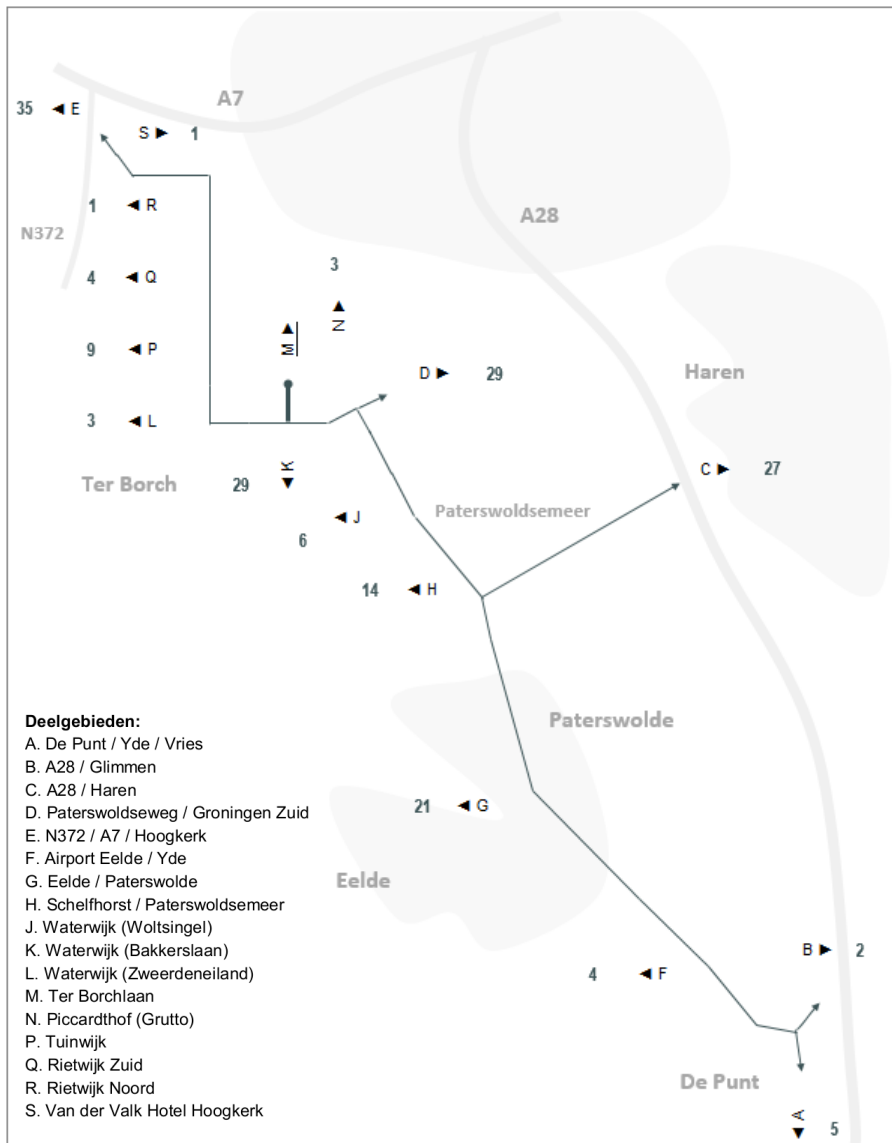 A7
35 ◄ E
S ► 1
1 ◄ R
A28
N372
3
4 ◄ Q
N ►
M ►
9 ◄ P
D ► 29
Haren
3 ◄ L
C ► 27
Ter Borch
29
◄ K
Paterswoldsemeer
◄ J
6
14 ◄ H
Paterswolde
21 ◄ G
Eelde
B ► 2
4 ◄ F
De Punt
◄ A
5
Deelgebieden:
A. De Punt / Yde / Vries
B. A28 / Glimmen
C. A28 / Haren
D. Paterswoldseweg / Groningen Zuid
E. N372 / A7 / Hoogkerk
F. Airport Eelde / Yde
G. Eelde / Paterswolde
H. Schelfhorst / Paterswoldsemeer
J. Waterwijk (Woltsingel)
K. Waterwijk (Bakkerslaan)
L. Waterwijk (Zweerdeneiland)
M. Ter Borchlaan
N. Piccardthof (Grutto)
P. Tuinwijk
Q. Rietwijk Zuid
R. Rietwijk Noord
S. Van der Valk Hotel Hoogkerk